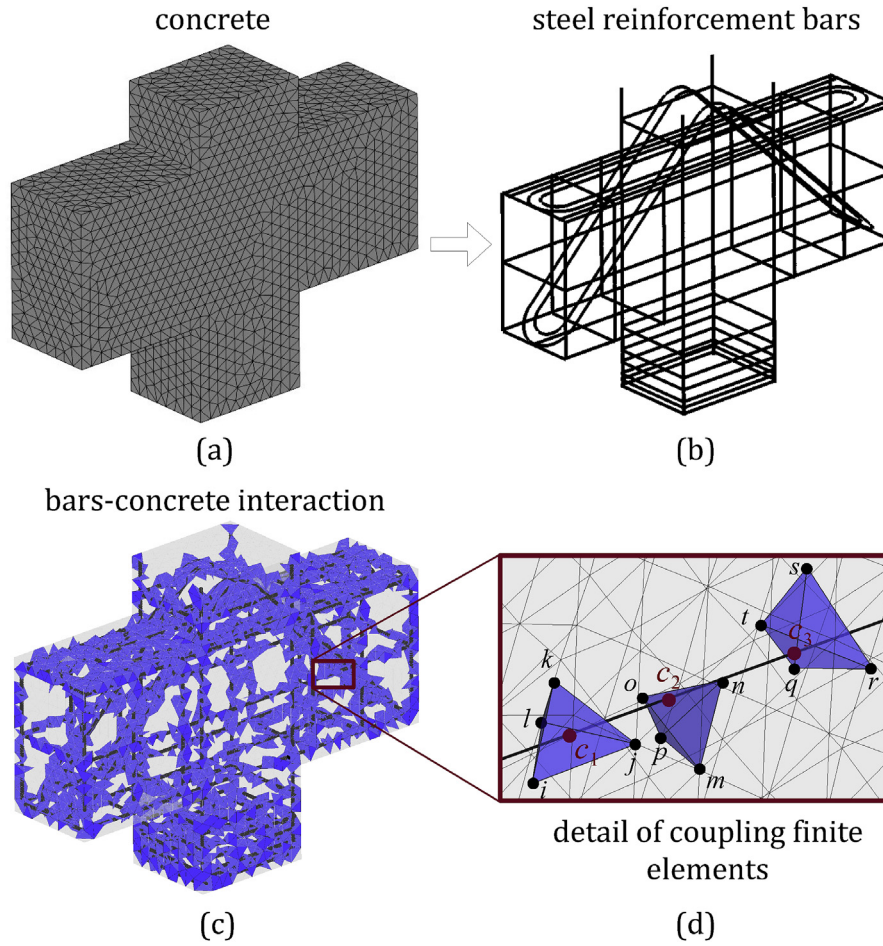 concrete
steel reinforcement bars
(a)
(b)
bars-concrete interaction
s
t
c3
k
q
r
o
c2
n
l
c1
j
p
i
m
detail of coupling finite
elements
(c)
(d)